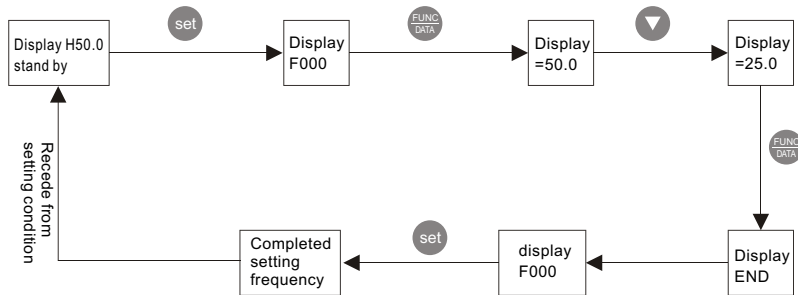 Display H50.0
stand by
set
Display
F000
FUNC
DATA
Display
=50.0
Display
=25.0
FUNC
DATA
Display
END
display
F000
set
Completed
setting
frequency
Recede from
setting condition